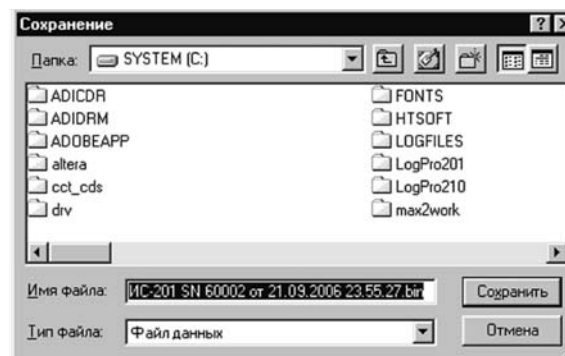 Сохранение
Папка: SYSTEM (C:)
ADICDR FONTS
ADIDRM HTSOFT
ADOBEAPP LOGFILES
altera LogPro201
cct_cds LogPro210
drv max2work
Имя файла: ИС-201 SN 60002 от 21.09.2006 23.55.27.bin Сохранить
Тип файла: Файл данных Отмена